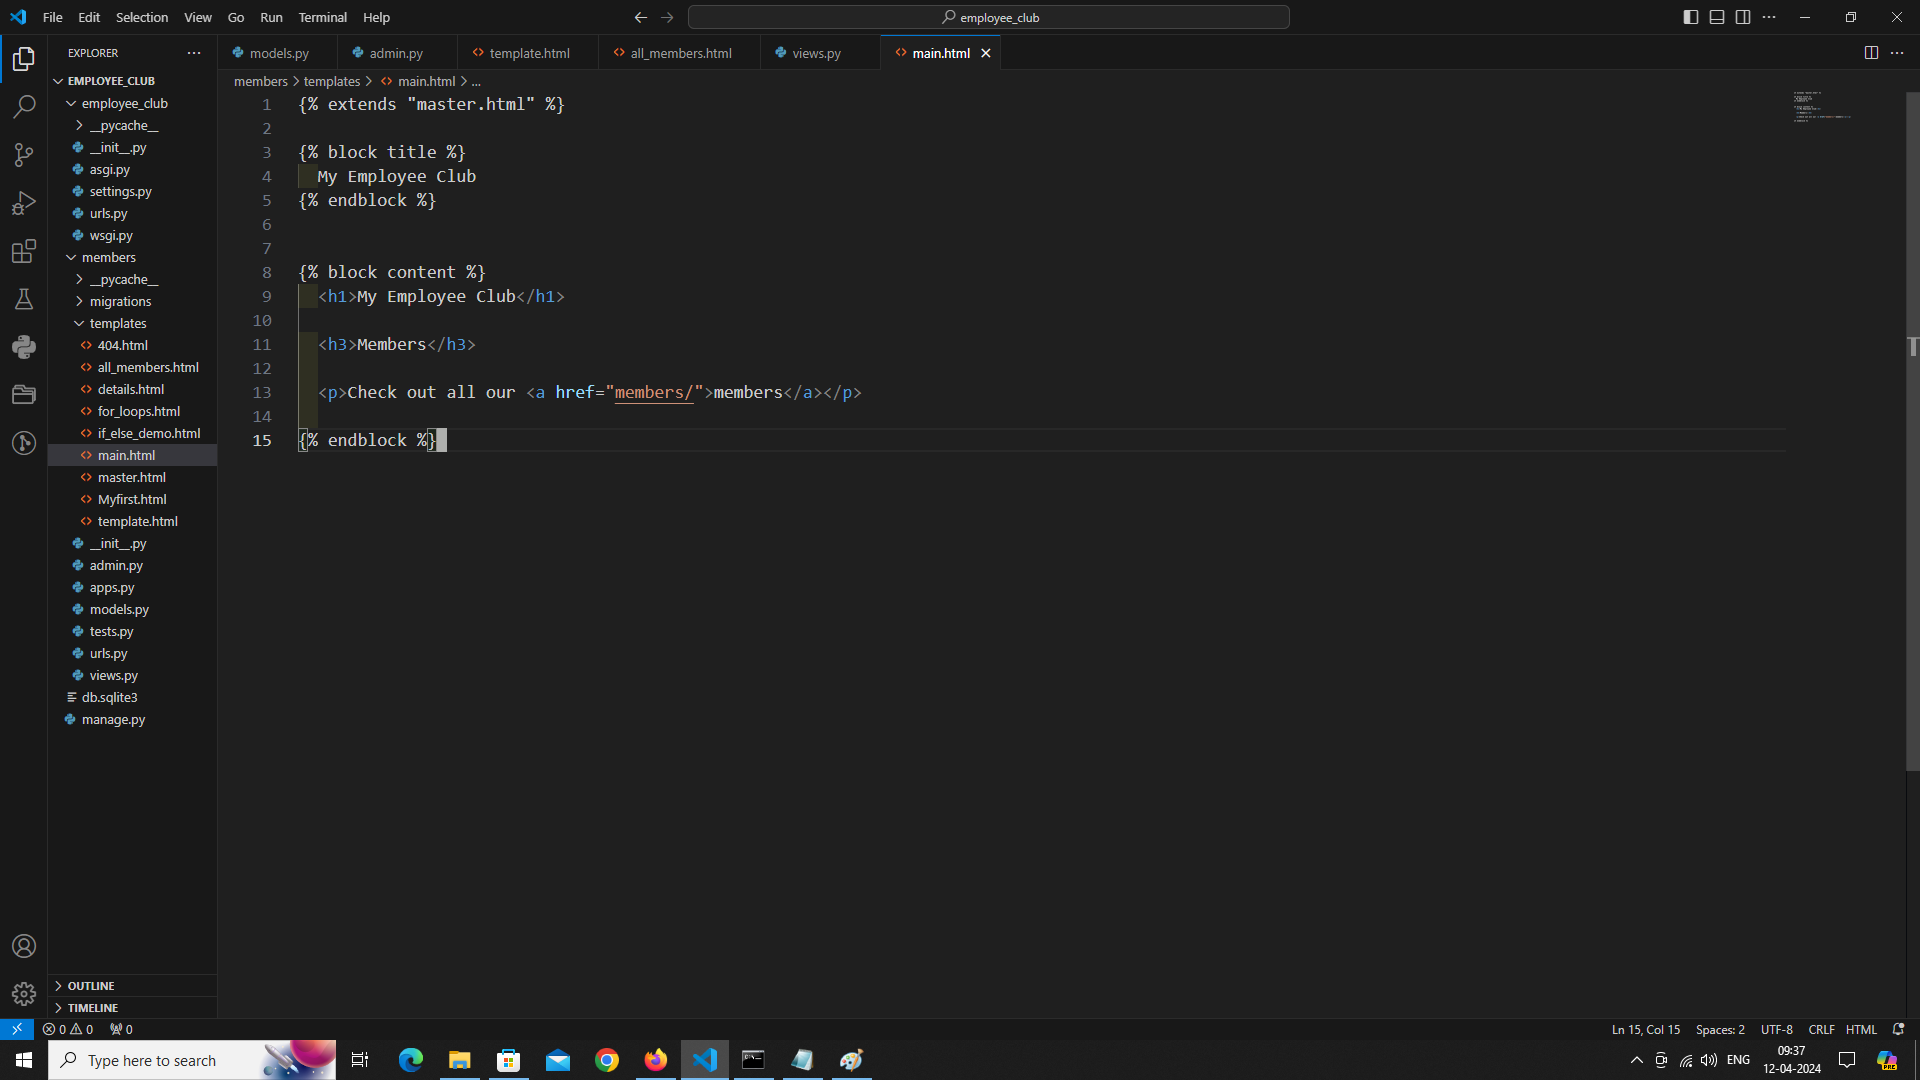 File Edit Selection View Go Run Terminal Help
employee_club
EXPLORER
models.py admin.py template.html all_members.html views.py main.html
members > templates > main.html > ...
EMPLOYEE_CLUB
employee_club
__pycache__
__init__.py
asgi.py
settings.py
urls.py
wsgi.py
members
__pycache__
migrations
templates
404.html
all_members.html
details.html
for_loops.html
if_else_demo.html
main.html
master.html
Myfirst.html
template.html
__init__.py
admin.py
apps.py
models.py
tests.py
urls.py
views.py
db.sqlite3
manage.py
OUTLINE
TIMELINE
1 {% extends "master.html" %}
2
3 {% block title %}
4 My Employee Club
5 {% endblock %}
6
7
8 {% block content %}
9 <h1>My Employee Club</h1>
10
11 <h3>Members</h3>
12
13 <p>Check out all our <a href="members/">members</a></p>
14
15 {% endblock %}
0 0 0
Ln 15, Col 15 Spaces: 2 UTF-8 CRLF HTML
Type here to search
ENG
09:37
12-04-2024
PRE